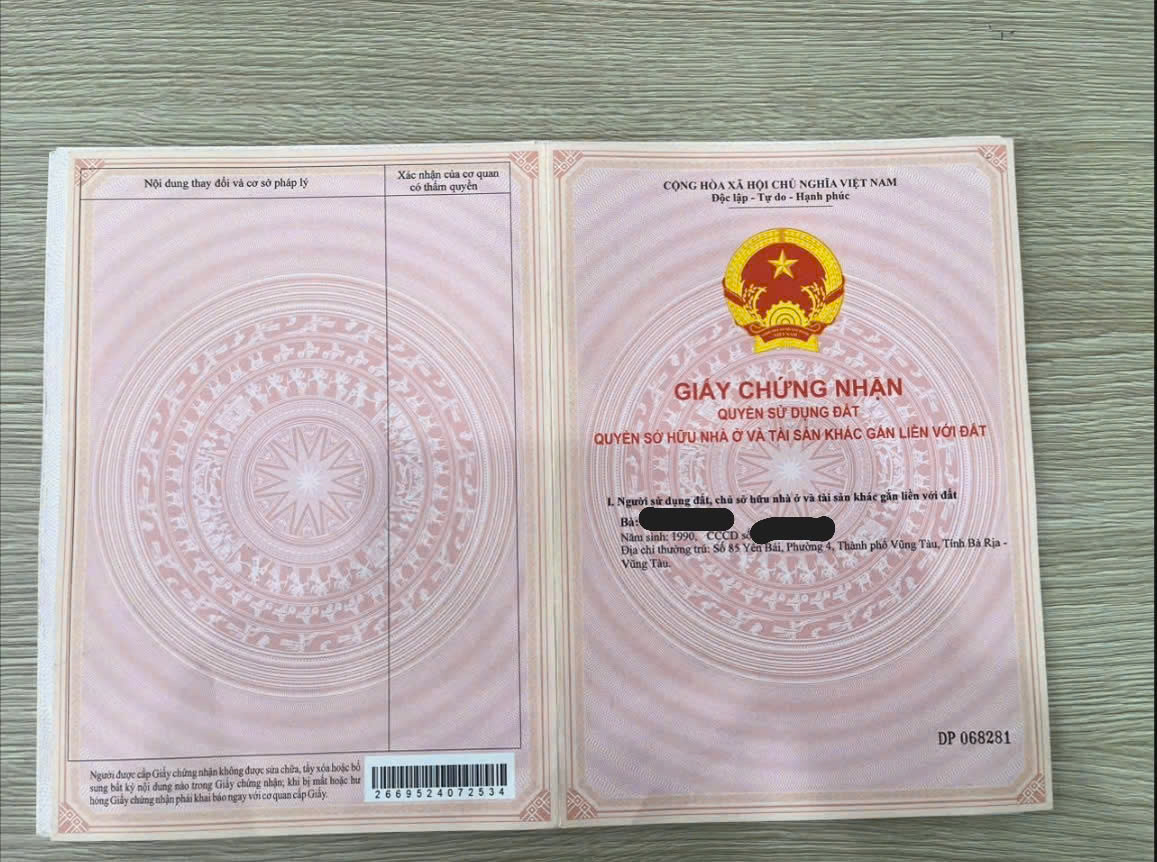 Nội dung thay đổi và cơ sở pháp lý
Xác nhận của cơ quan
có thẩm quyền
Người được cấp Giấy chứng nhận không được sửa chữa, tẩy xóa hoặc bổ
sung bất kỳ nội dung nào trong Giấy chứng nhận; khi bị mất hoặc hư
hỏng Giấy chứng nhận phải khai báo ngay với cơ quan cấp Giấy.
2669524072534
CỘNG HÒA XÃ HỘI CHỦ NGHĨA VIỆT NAM
Độc lập - Tự do - Hạnh phúc
GIẤY CHỨNG NHẬN
QUYỀN SỬ DỤNG ĐẤT
QUYỀN SỞ HỮU NHÀ Ở VÀ TÀI SẢN KHÁC GẮN LIỀN VỚI ĐẤT
I. Người sử dụng đất, chủ sở hữu nhà ở và tài sản khác gắn liền với đất
Bà:
Năm sinh: 1990, CCCD số
Địa chỉ thường trú: Số 85 Yên Bái, Phường 4, Thành phố Vũng Tàu, Tỉnh Bà Rịa -
Vũng Tàu.
DP 068281